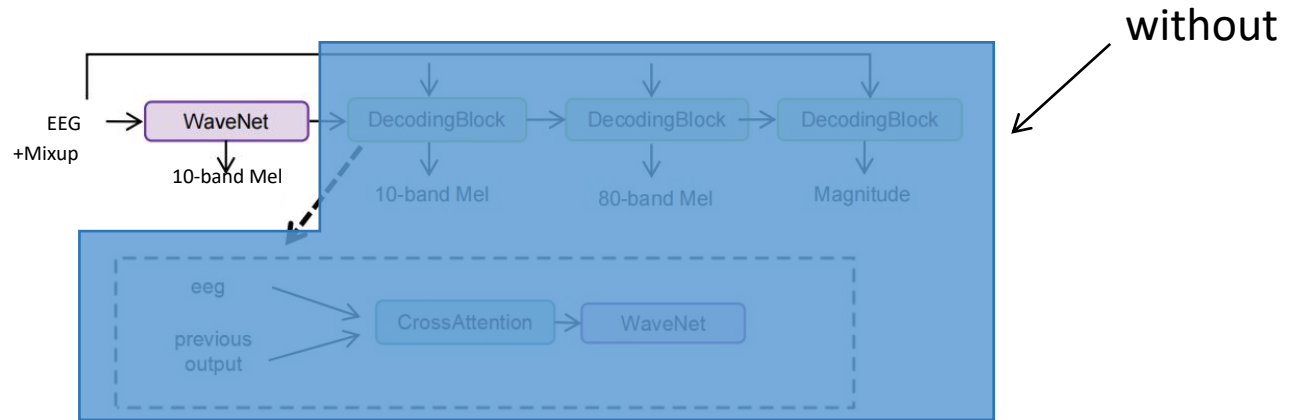 without
EEG
+Mixup
WaveNet
DecodingBlock
DecodingBlock
DecodingBlock
10-band Mel
10-band Mel
80-band Mel
Magnitude
eeg
previous
output
CrossAttention
WaveNet